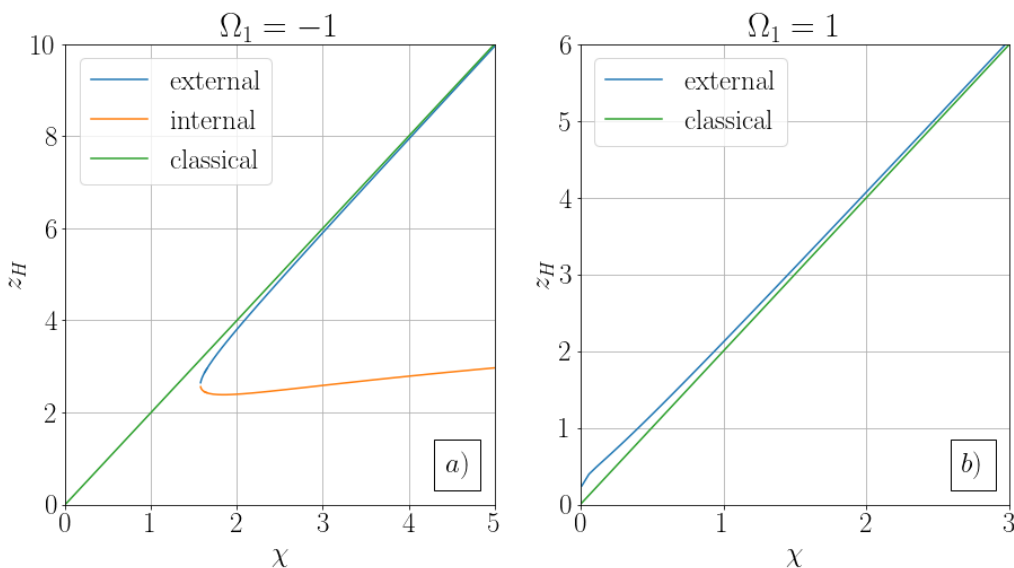 Ω₁ = −1
10
8
6
4
2
0
z_H
external
internal
classical
a)
0 1 2 3 4 5
χ
Ω₁ = 1
6
5
4
3
2
1
0
z_H
external
classical
b)
0 1 2 3
χ